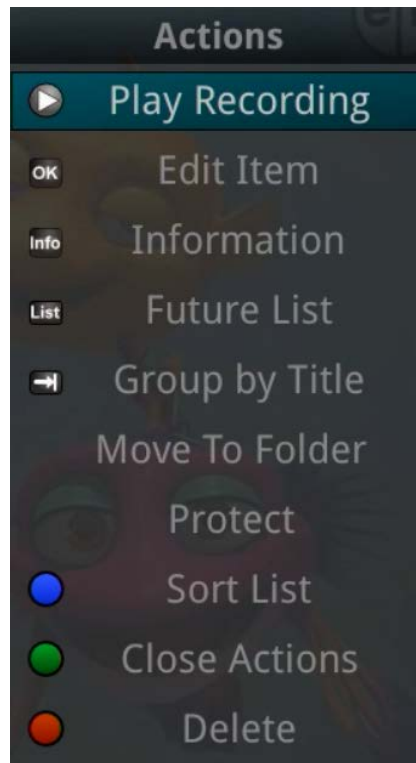 Actions
Play Recording
OK Edit Item
Info Information
List Future List
Group by Title
Move To Folder
Protect
Sort List
Close Actions
Delete